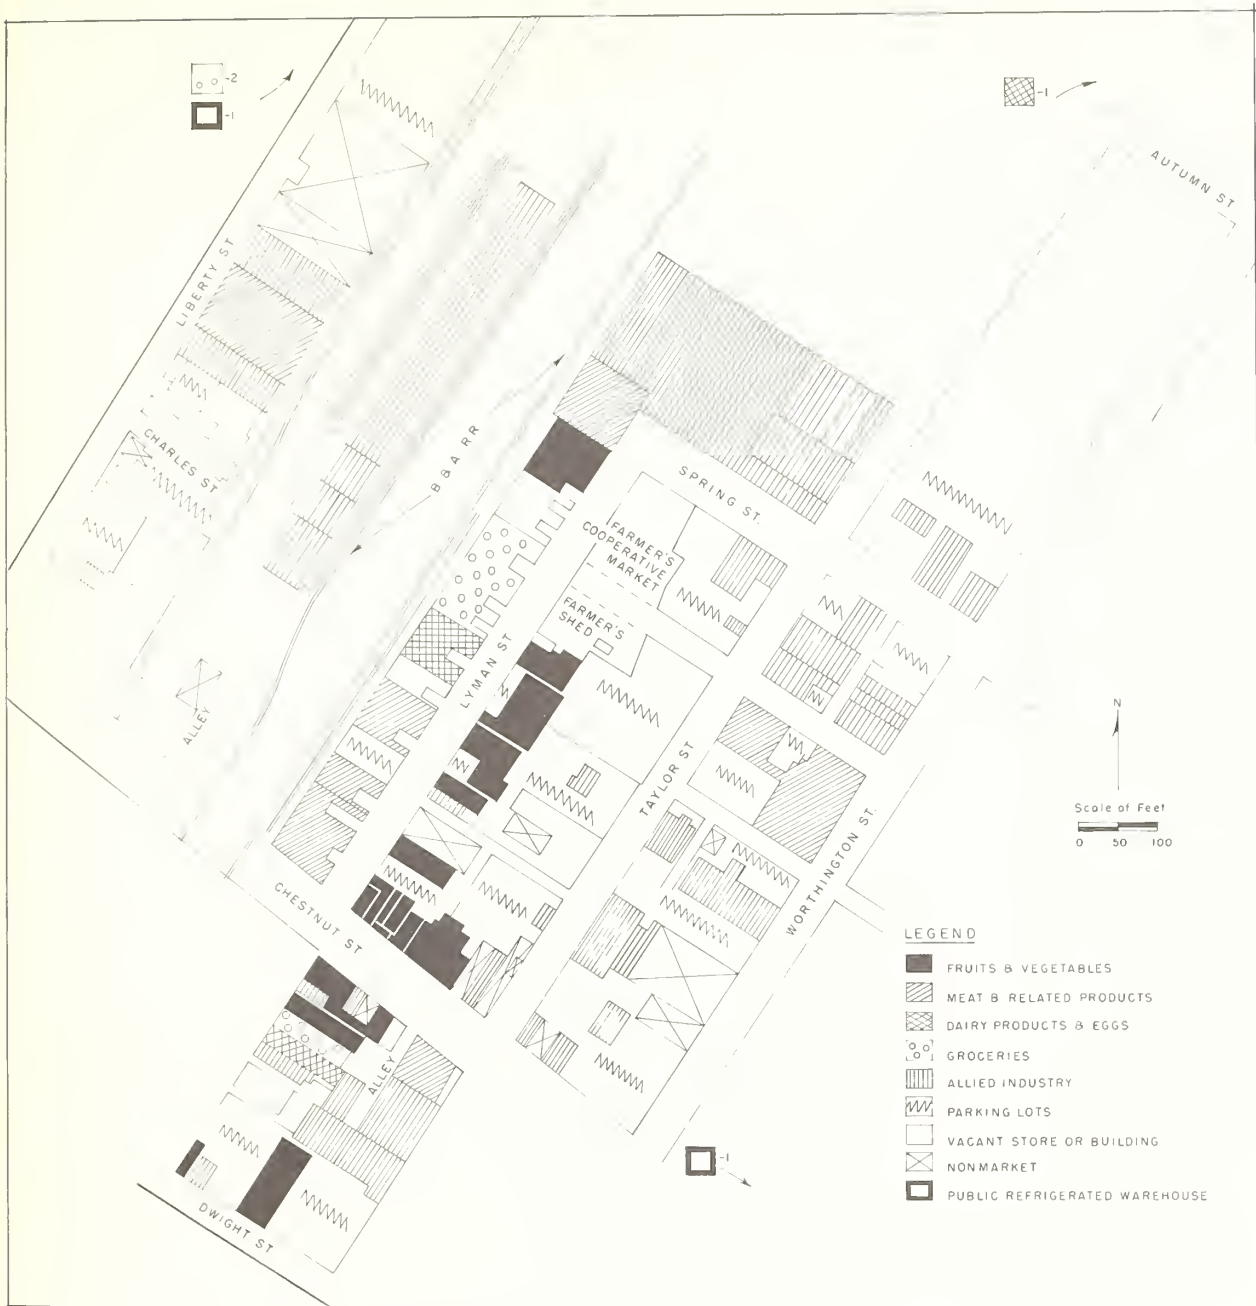 -2
-1
-1
AUTUMN ST
LIBERTY ST
CHARLES ST
B & A RR
SPRING ST.
FARMER'S
COOPERATIVE
MARKET
FARMER'S
SHED
LYMAN ST
ALLEY
TAYLOR ST
WORTHINGTON ST.
N
Scale of Feet
0 50 100
CHESTNUT ST
ALLEY
DWIGHT ST
-1
LEGEND
FRUITS & VEGETABLES
MEAT & RELATED PRODUCTS
DAIRY PRODUCTS & EGGS
GROCERIES
ALLIED INDUSTRY
PARKING LOTS
VACANT STORE OR BUILDING
NONMARKET
PUBLIC REFRIGERATED WAREHOUSE